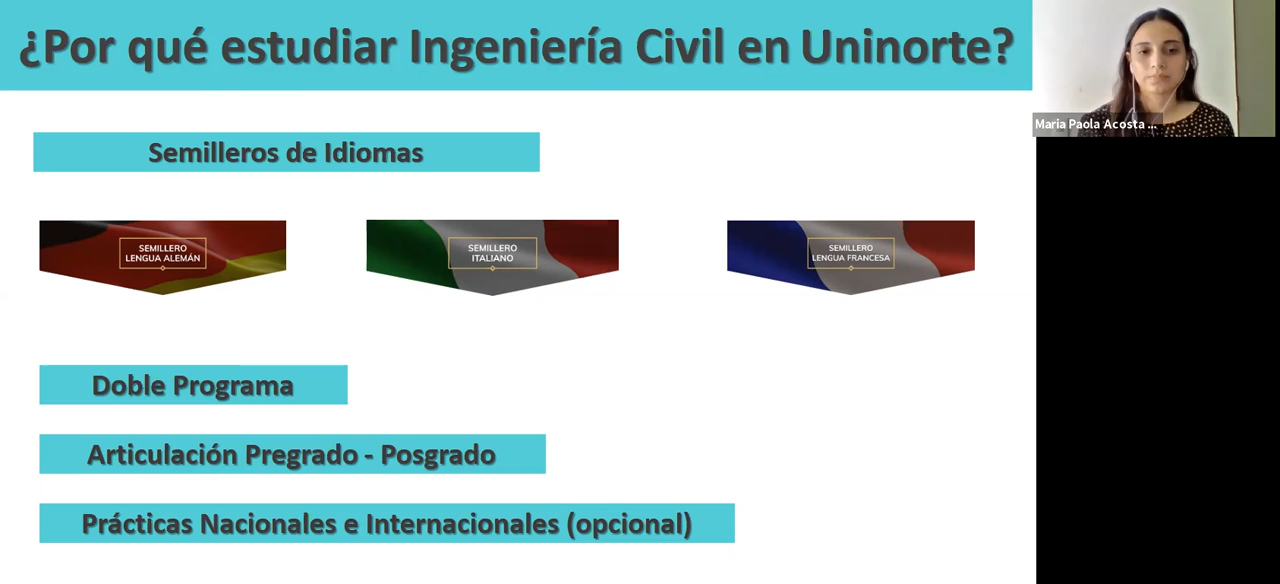 ¿Por qué estudiar Ingeniería Civil en Uninorte?
Maria Paola Acosta ...
Semilleros de Idiomas
SEMILLERO
LENGUA ALEMÁN
SEMILLERO
ITALIANO
SEMILLERO
LENGUA FRANCESA
Doble Programa
Articulación Pregrado - Posgrado
Prácticas Nacionales e Internacionales (opcional)